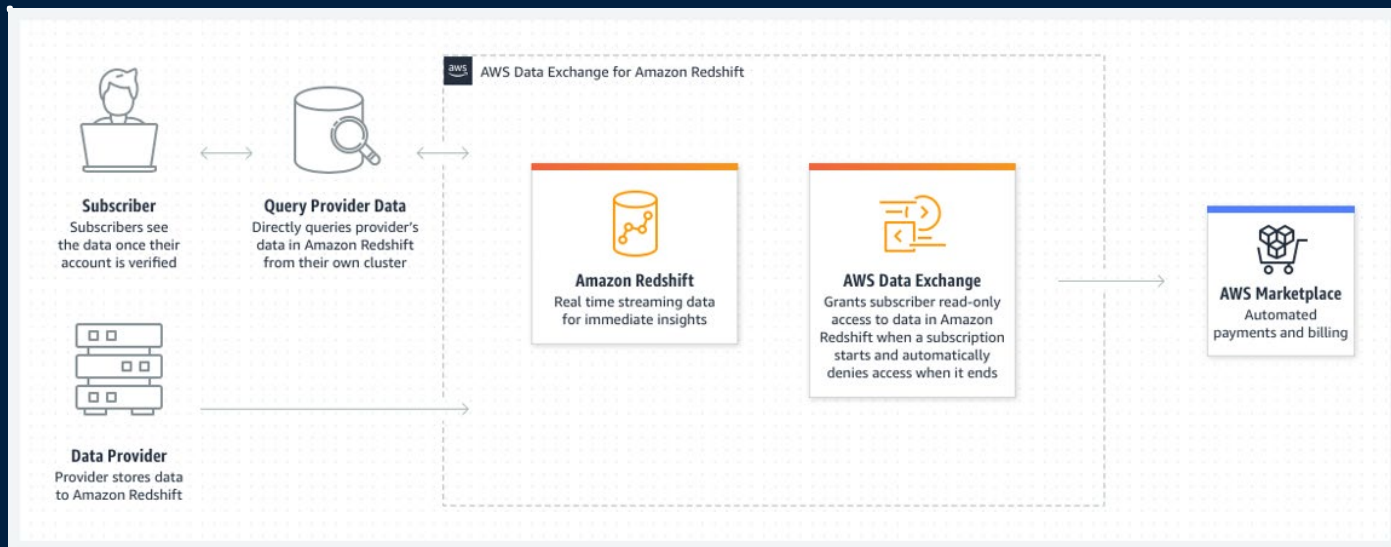 aws
AWS Data Exchange for Amazon Redshift
Subscriber
Subscribers see
the data once their
account is verified
Query Provider Data
Directly queries provider's
data in Amazon Redshift
from their own cluster
Amazon Redshift
Real time streaming data
for immediate insights
AWS Data Exchange
Grants subscriber read-only
access to data in Amazon
Redshift when a subscription
starts and automatically
denies access when it ends
AWS Marketplace
Automated
payments and billing
Data Provider
Provider stores data
to Amazon Redshift